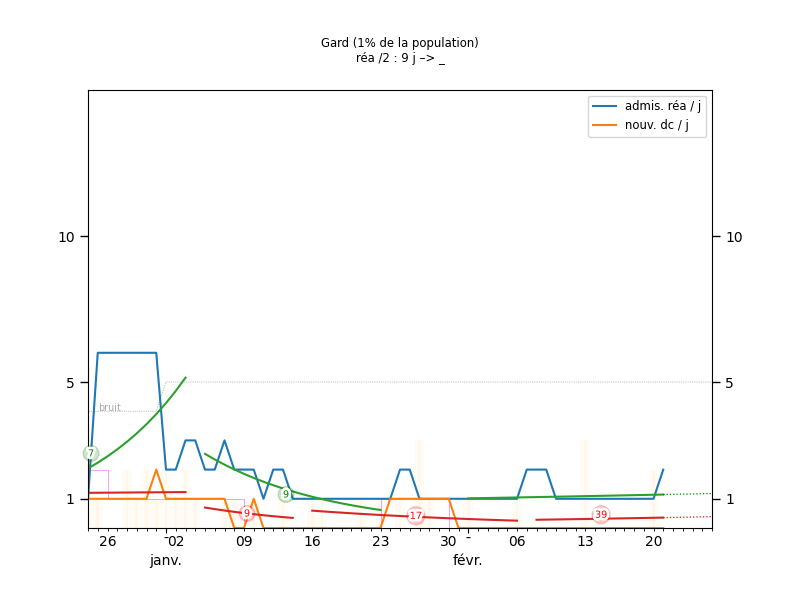 Gard (1% de la population)
réa /2 : 9 j –> _
admis. réa / j
nouv. dc / j
10 10
5 5
bruit
7
9
1 1
9 17 39
26 02 09 16 23 30 06 13 20
janv. févr.